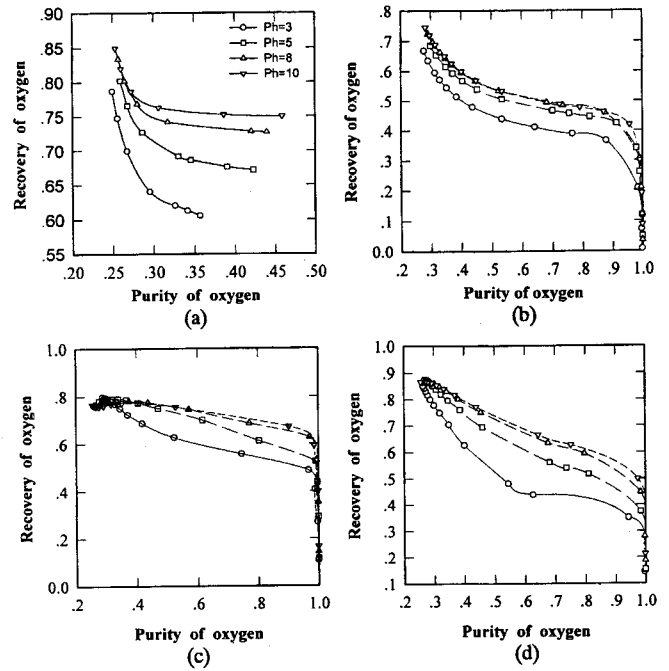 Recovery of oxygen
.90
.85
.80
.75
.70
.65
.60
.55
Ph=3
Ph=5
Ph=8
Ph=10
.20 .25 .30 .35 .40 .45 .50
Purity of oxygen
(a)
Recovery of oxygen
.8
.7
.6
.5
.4
.3
.2
.1
0.0
.2 .3 .4 .5 .6 .7 .8 .9 1.0
Purity of oxygen
(b)
Recovery of oxygen
1.0
.8
.6
.4
.2
0.0
.4 .6 .8 1.0
Purity of oxygen
(c)
Recovery of oxygen
1.0
.9
.8
.7
.6
.5
.4
.3
.2
.1
.2 .3 .4 .5 .6 .7 .8 .9 1.0
Purity of oxygen
(d)